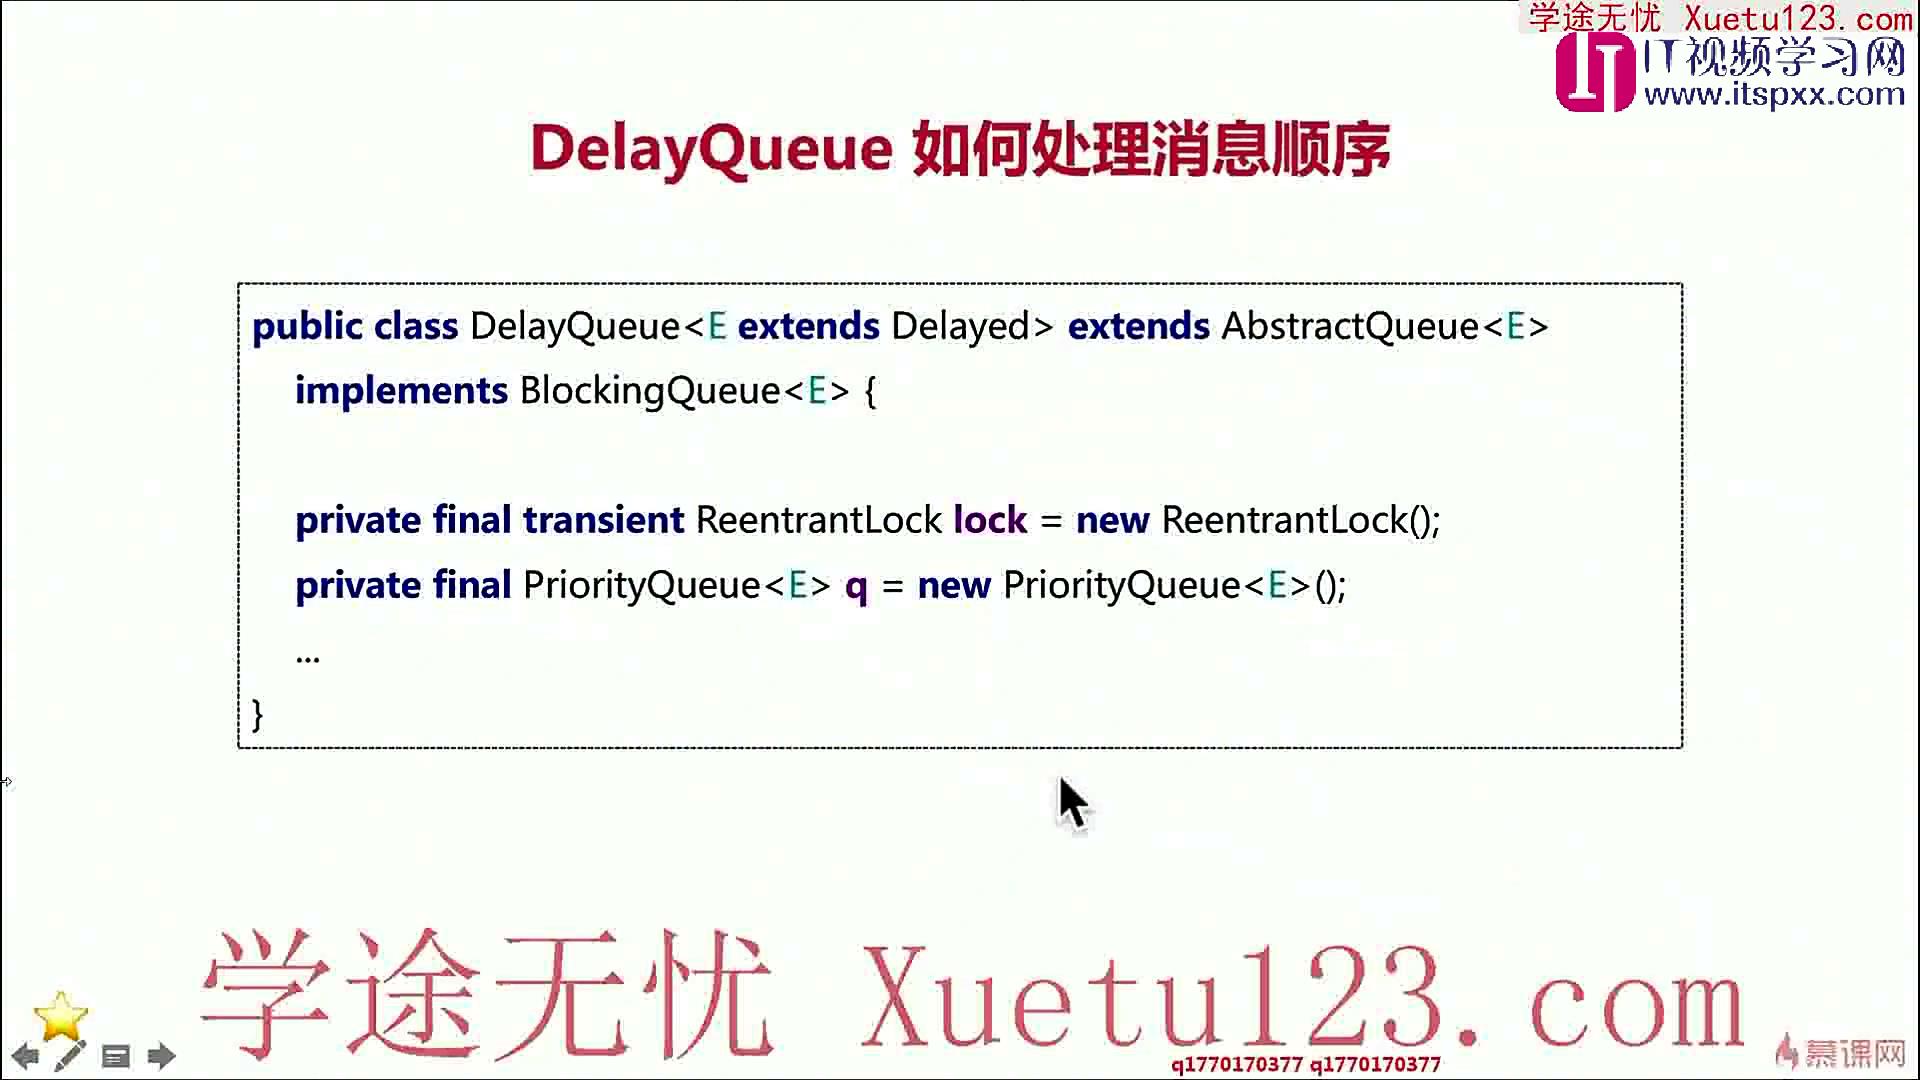 学途无忧 Xuetu123.com
IT视频学习网
www.itspxx.com
DelayQueue 如何处理消息顺序
public class DelayQueue<E extends Delayed> extends AbstractQueue<E>
implements BlockingQueue<E> {
private final transient ReentrantLock lock = new ReentrantLock();
private final PriorityQueue<E> q = new PriorityQueue<E>();
...
}
学途无忧 Xuetu123.com
q1770170377 q1770170377
慕课网